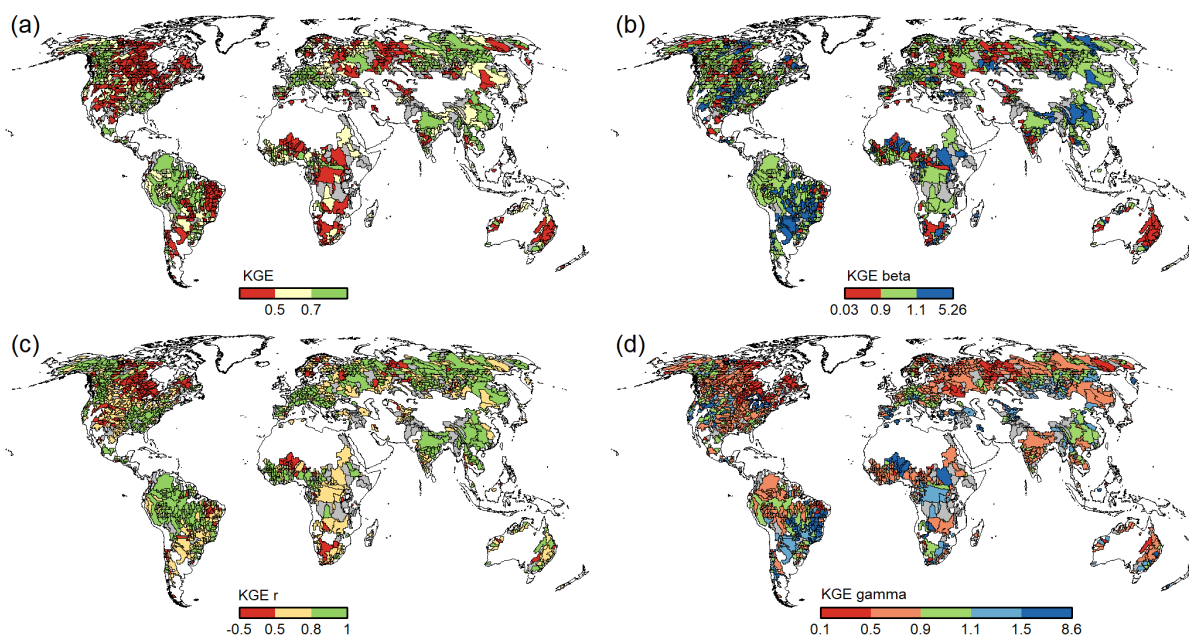 (a)
(b)
KGE
0.5 0.7
KGE beta
0.03 0.9 1.1 5.26
(c)
(d)
KGE r
-0.5 0.5 0.8 1
KGE gamma
0.1 0.5 0.9 1.1 1.5 8.6